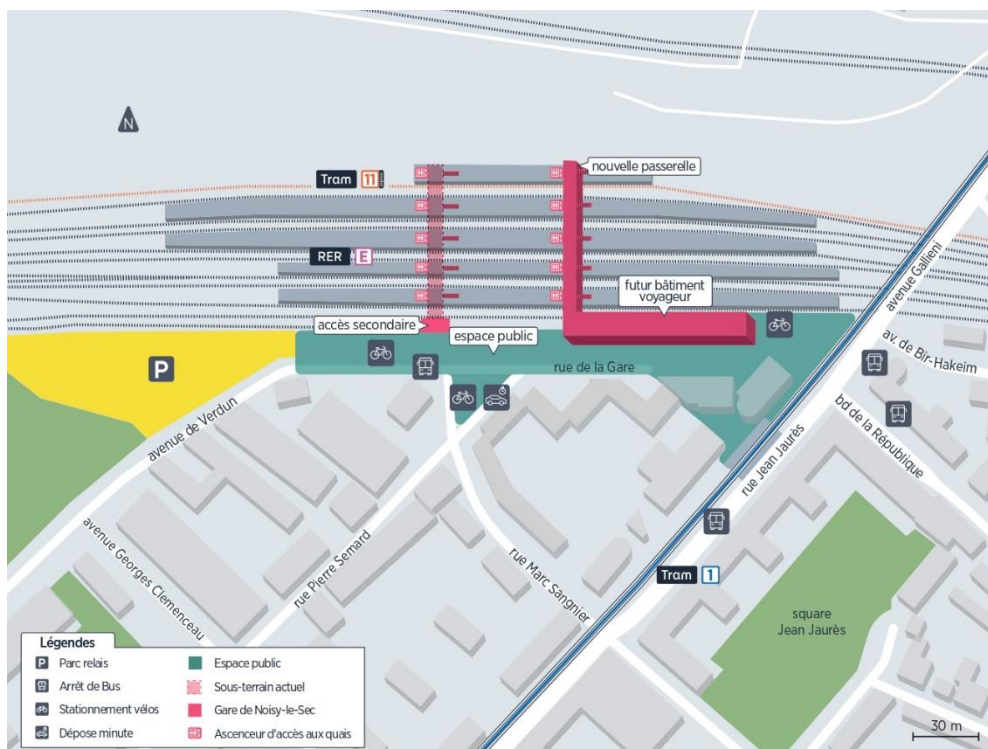 N
nouvelle passerelle
Tram 11
RER E
futur bâtiment
voyageur
accès secondaire
espace public
avenue Gallieni
P
rue de la Gare
av. de Bir-Hakeim
avenue de Verdun
bd de la République
rue Jean Jaurès
avenue Georges Clemenceau
rue Pierre Semard
rue Marc Sangnier
Tram 1
square
Jean Jaurès
Légendes
P Parc relais
Arrêt de Bus
Stationnement vélos
Dépose minute
Espace public
Sous-terrain actuel
Gare de Noisy-le-Sec
Ascenceur d'accès aux quais
30 m